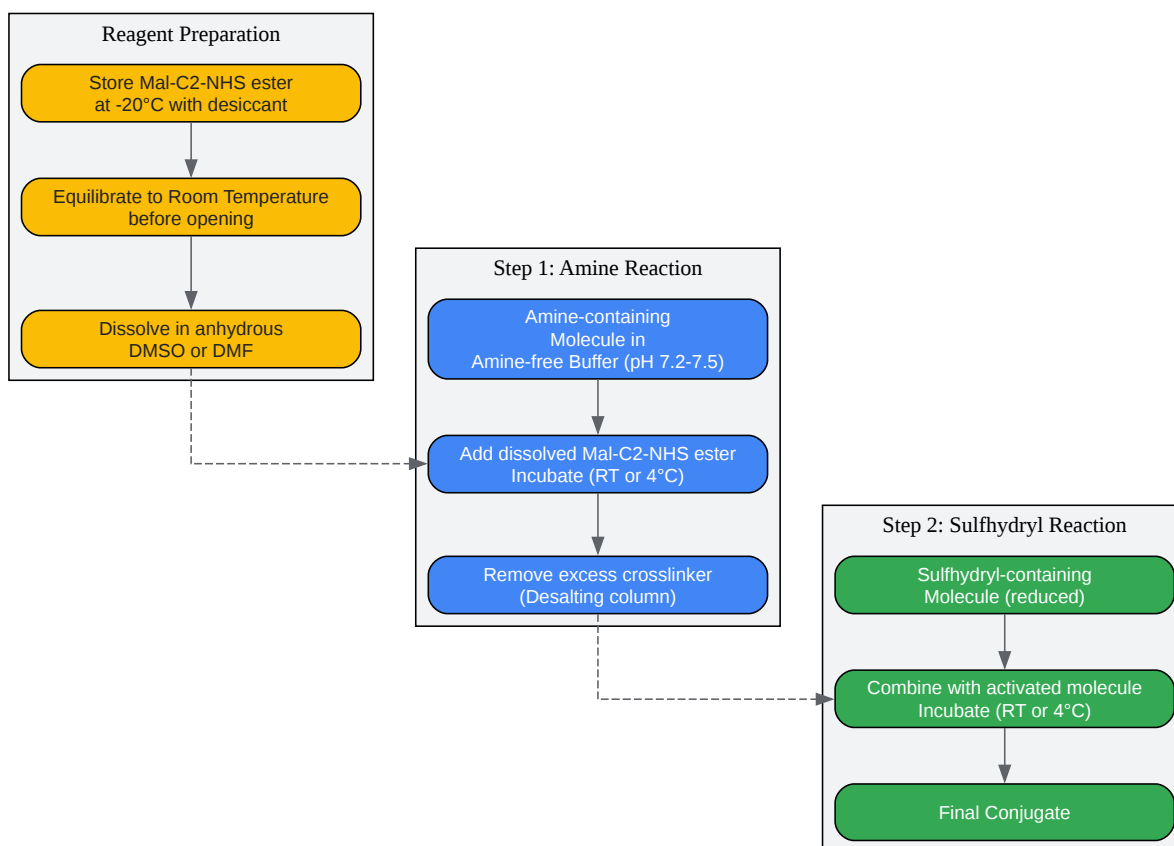 Reagent Preparation
Store Mal-C2-NHS ester
at -20°C with desiccant
Equilibrate to Room Temperature
before opening
Dissolve in anhydrous
DMSO or DMF
Step 1: Amine Reaction
Amine-containing
Molecule in
Amine-free Buffer (pH 7.2-7.5)
Add dissolved Mal-C2-NHS ester
Incubate (RT or 4°C)
Remove excess crosslinker
(Desalting column)
Step 2: Sulfhydryl Reaction
Sulfhydryl-containing
Molecule (reduced)
Combine with activated molecule
Incubate (RT or 4°C)
Final Conjugate